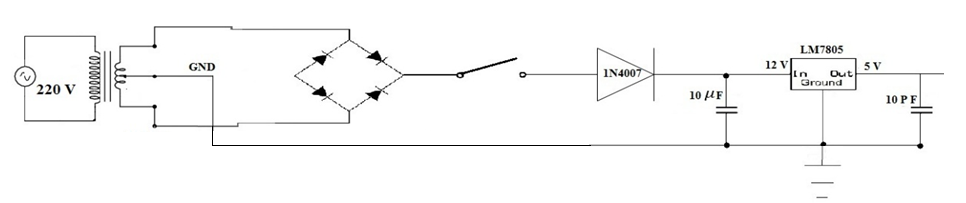 220 V
GND
1N4007
10 µF
12 V
LM7805
In Out
Ground
5 V
10 P F